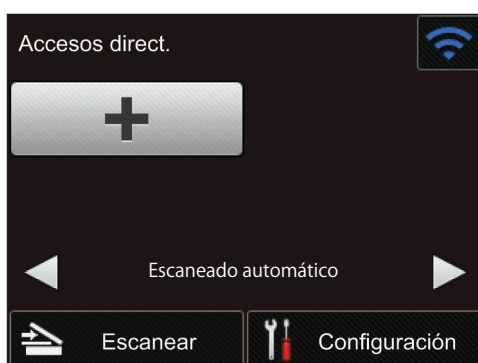 Accesos direct.
Escaneado automático
Escanear
Configuración